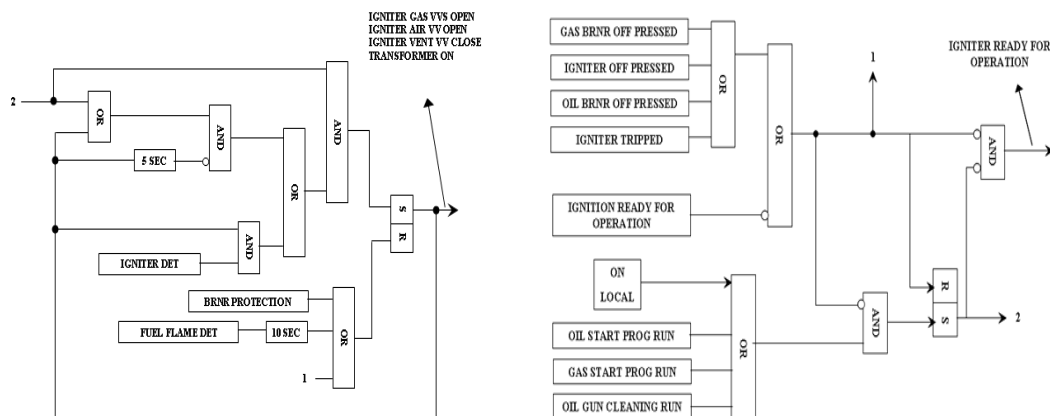 IGNITER GAS VVS OPEN
IGNITER AIR VV OPEN
IGNITER VENT VV CLOSE
TRANSFORMER ON
2
OR
AND
5 SEC
OR
AND
AND
IGNITER DET
S
R
BRNR PROTECTION
FUEL FLAME DET
10 SEC
OR
1
GAS BRNR OFF PRESSED
IGNITER OFF PRESSED
OIL BRNR OFF PRESSED
IGNITER TRIPPED
OR
OR
1
IGNITER READY FOR
OPERATION
AND
IGNITION READY FOR
OPERATION
ON
LOCAL
OIL START PROG RUN
GAS START PROG RUN
OIL GUN CLEANING RUN
OR
AND
R
S
2